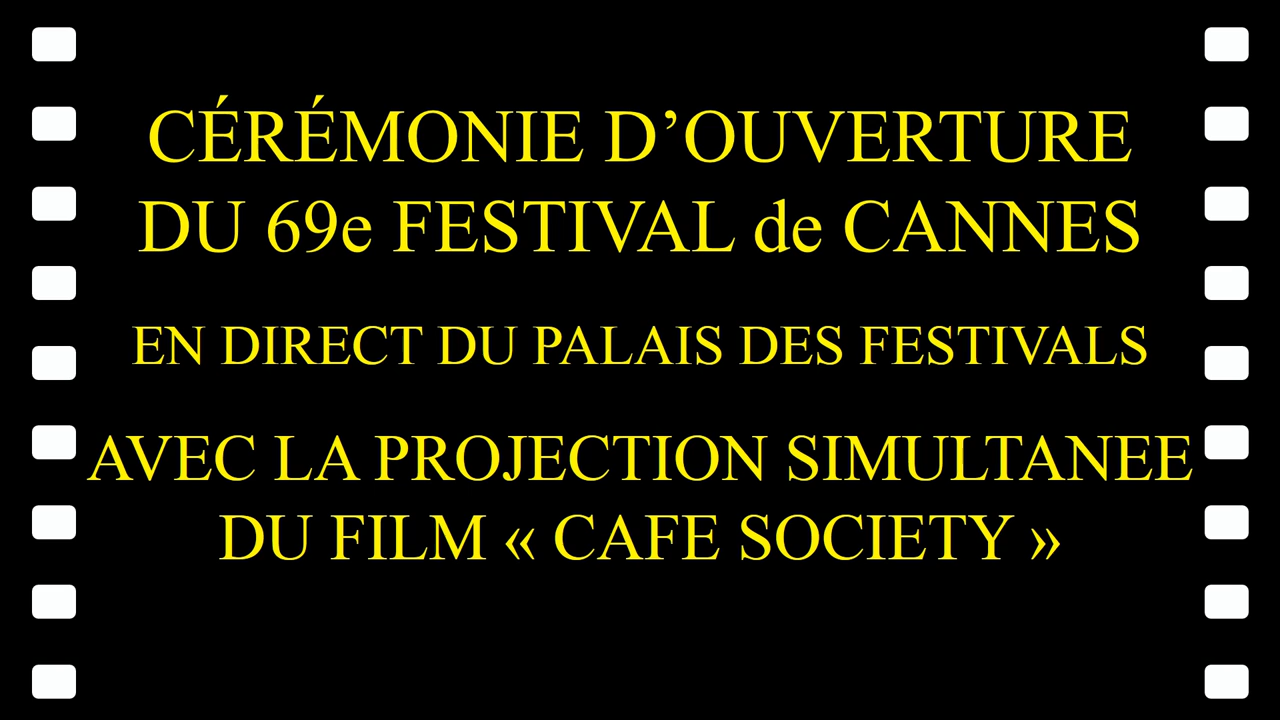 CÉRÉMONIE D’OUVERTURE
DU 69e FESTIVAL de CANNES
EN DIRECT DU PALAIS DES FESTIVALS
AVEC LA PROJECTION SIMULTANEE
DU FILM « CAFE SOCIETY »